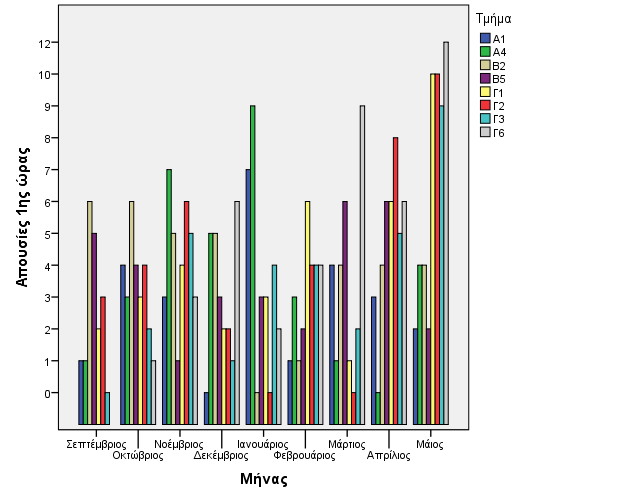 Τμήμα
Α1
Α4
Β2
Β5
Γ1
Γ2
Γ3
Γ6
Απουσίες 1ης ώρας
12
10
9
8
7
6
5
4
3
2
1
0
Σεπτέμβριος
Οκτώβριος
Νοέμβριος
Δεκέμβριος
Ιανουάριος
Φεβρουάριος
Μάρτιος
Απρίλιος
Μάιος
Μήνας